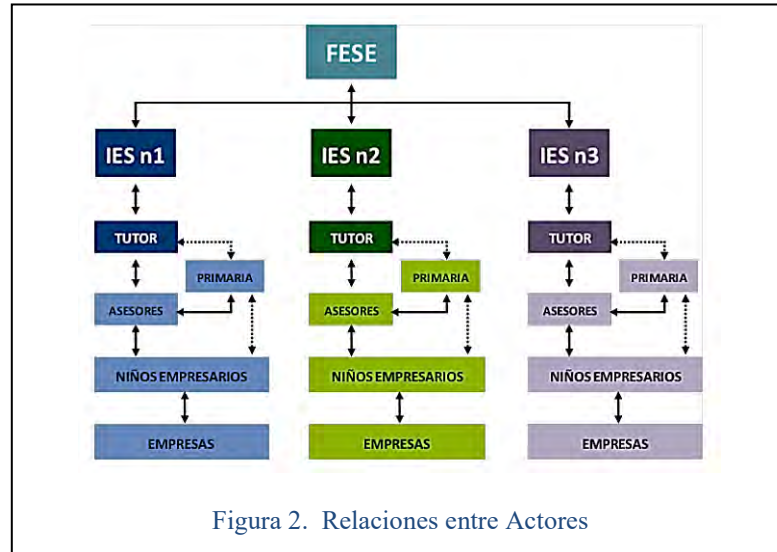 FESE
IES n1
IES n2
IES n3
TUTOR
TUTOR
TUTOR
PRIMARIA
PRIMARIA
PRIMARIA
ASESORES
ASESORES
ASESORES
NIÑOS EMPRESARIOS
NIÑOS EMPRESARIOS
NIÑOS EMPRESARIOS
EMPRESAS
EMPRESAS
EMPRESAS
Figura 2. Relaciones entre Actores